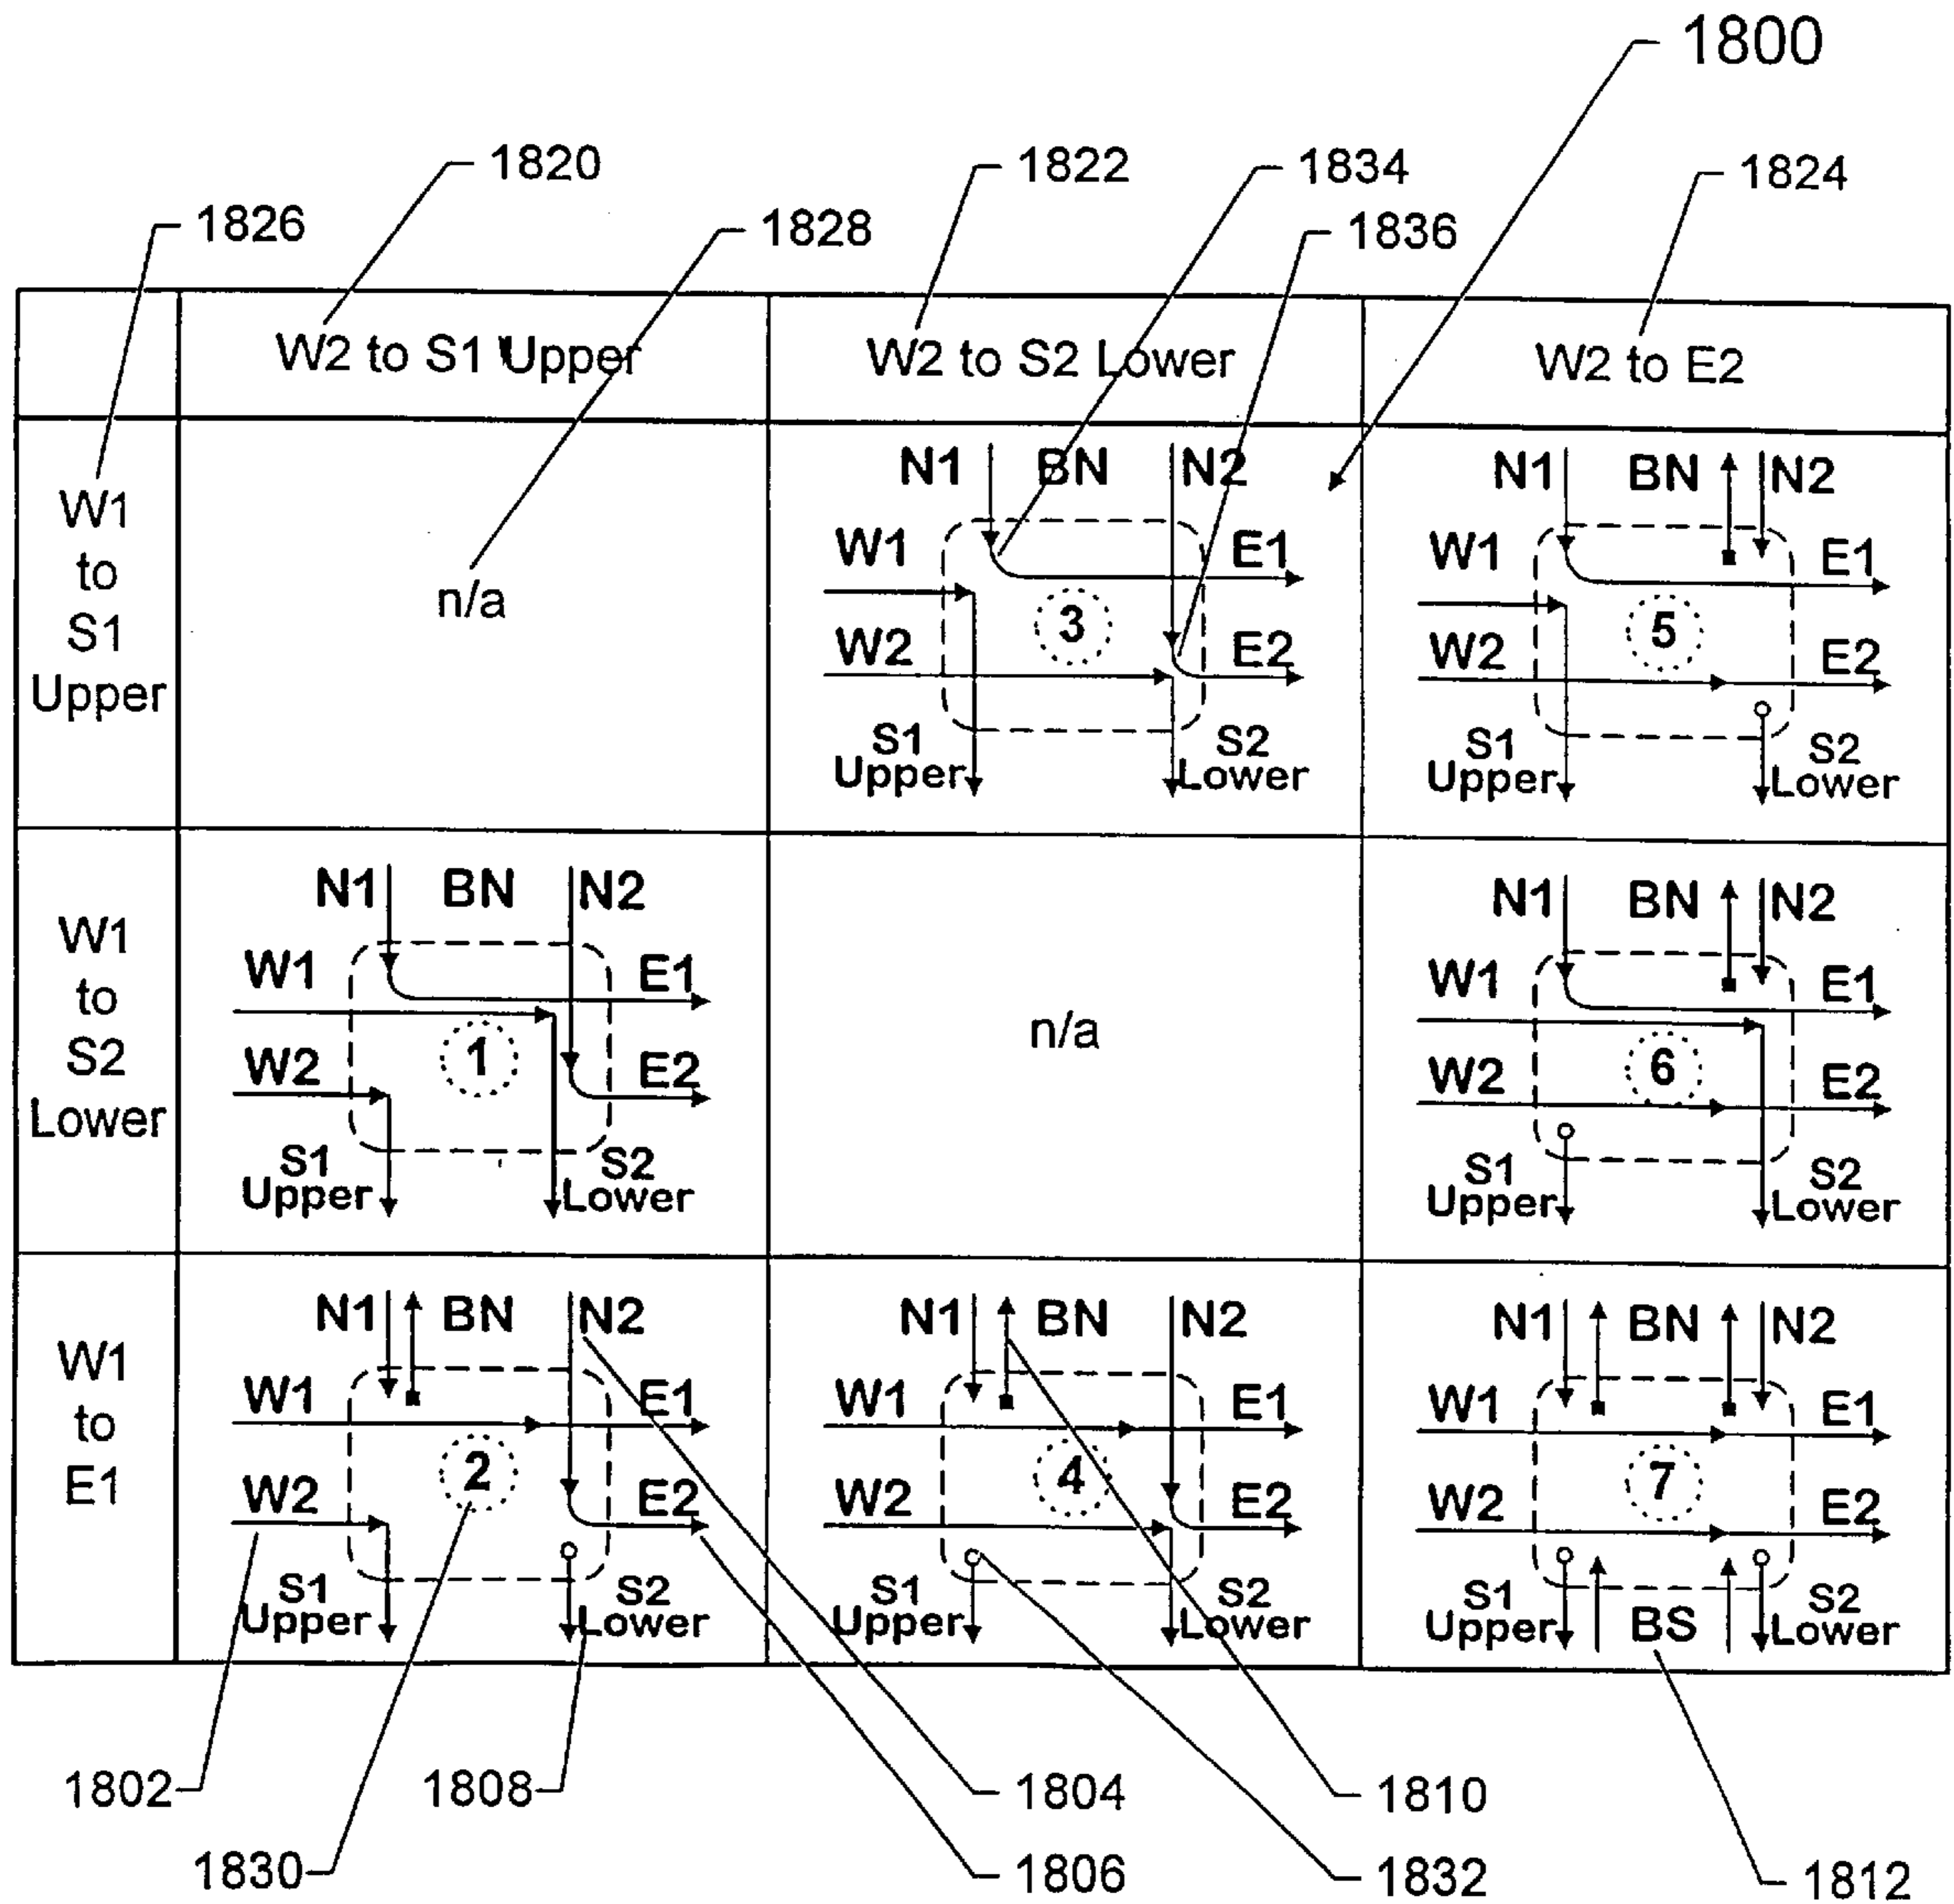 1800
1820
1822
1834
1824
1826
1828
1836
W2 to S1 Upper
W2 to S2 Lower
W2 to E2
W1
to
S1
Upper
n/a
N1 BN N2
W1 E1
3
W2 E2
S1
Upper
S2
Lower
N1 BN N2
W1 E1
5
W2 E2
S1
Upper
S2
Lower
W1
to
S2
Lower
N1 BN N2
W1 E1
1
W2 E2
S1
Upper
S2
Lower
n/a
N1 BN N2
W1 E1
6
W2 E2
S1
Upper
S2
Lower
W1
to
E1
N1 BN N2
W1 E1
2
W2 E2
S1
Upper
S2
Lower
N1 BN N2
W1 E1
4
W2 E2
S1
Upper
S2
Lower
N1 BN N2
W1 E1
7
W2 E2
S1
Upper
BS
S2
Lower
1802
1808
1804
1810
1830
1806
1832
1812